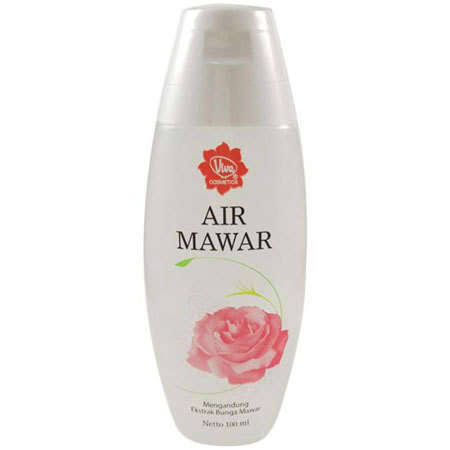 Viva
COSMETICS
AIR
MAWAR
Mengandung
Ekstrak Bunga Mawar
Netto 100 ml